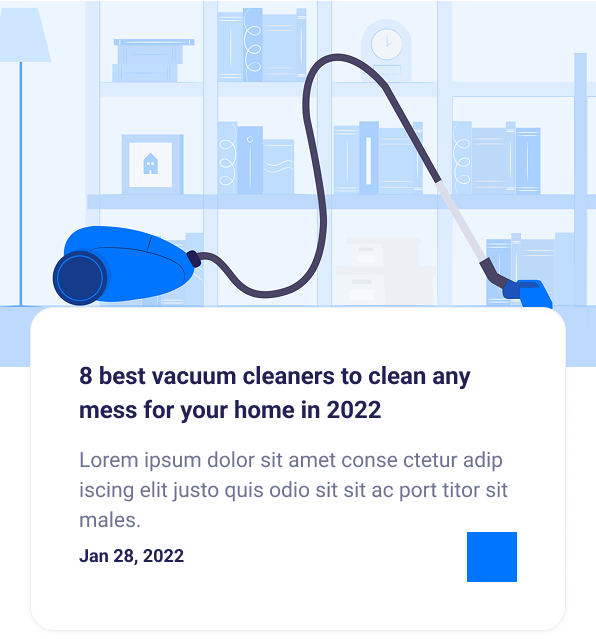 8 best vacuum cleaners to clean any
mess for your home in 2022
Lorem ipsum dolor sit amet conse ctetur adip
iscing elit justo quis odio sit sit ac port titor sit
males.
Jan 28, 2022